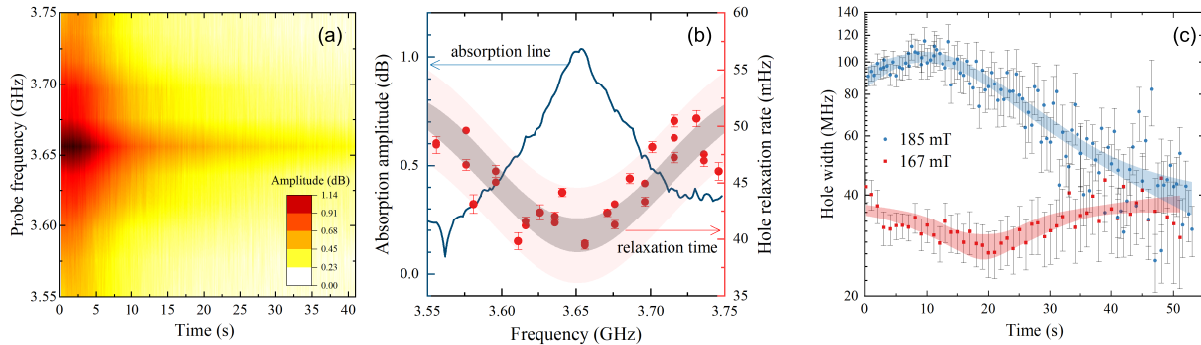 (a)
Probe frequency (GHz)
3.75
3.70
3.65
3.60
3.55
Amplitude (dB)
1.14
0.91
0.68
0.45
0.23
0.00
0 5 10 15 20 25 30 35 40
Time (s)
(b)
Absorption amplitude (dB)
1.0
0.5
0.0
absorption line
relaxation time
60
55
50
45
40
35
Hole relaxation rate (mHz)
3.55 3.60 3.65 3.70 3.75
Frequency (GHz)
(c)
Hole width (MHz)
140
120
100
80
60
40
20
185 mT
167 mT
0 10 20 30 40 50
Time (s)